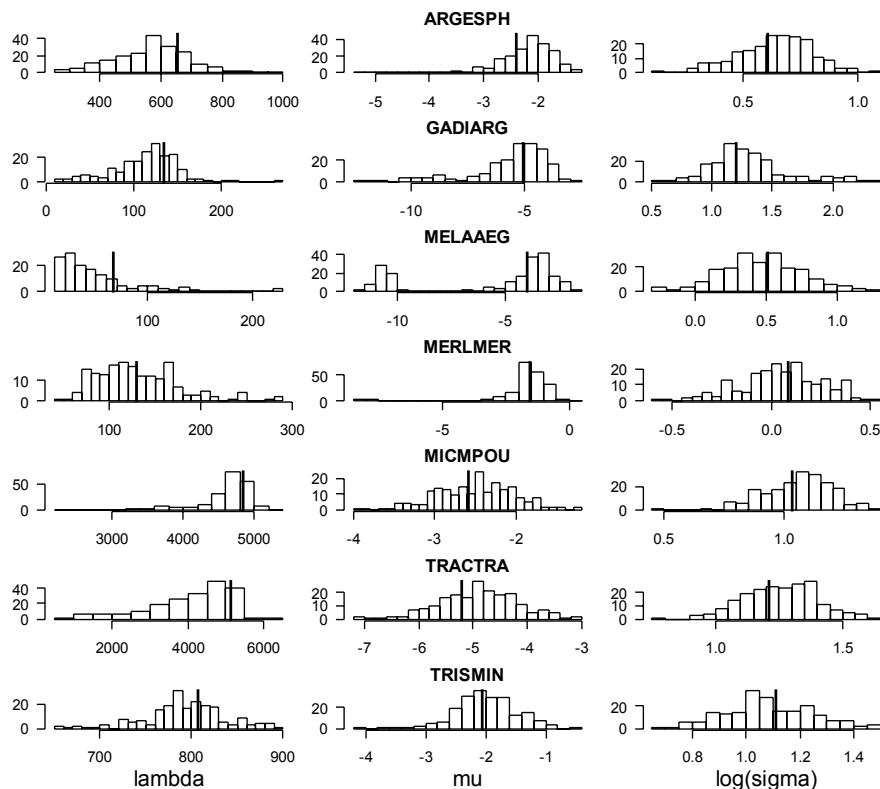 ARGESPH
0 20 40
400 600 800 1000
0 20 40
-5 -4 -3 -2
0 10 20
0.5 1.0
GADIARG
0 20
0 100 200
0 20
-10 -5
0 20
0.5 1.0 1.5 2.0
MELAAEG
0 20
100 200
0 20 40
-10 -5
0 10 20
0.0 0.5 1.0
MERLMER
0 10
100 200 300
0 50
-5 0
0 10 20
-0.5 0.0 0.5
MICMPOU
0 50
3000 4000 5000
0 10 20
-4 -3 -2
0 20
0.5 1.0
TRACTRA
0 20 40
2000 4000 6000
0 10 20
-7 -6 -5 -4 -3
0 10 20
1.0 1.5
TRISMIN
0 20
700 800 900
0 20
-4 -3 -2 -1
0 20
0.8 1.0 1.2 1.4
lambda mu log(sigma)